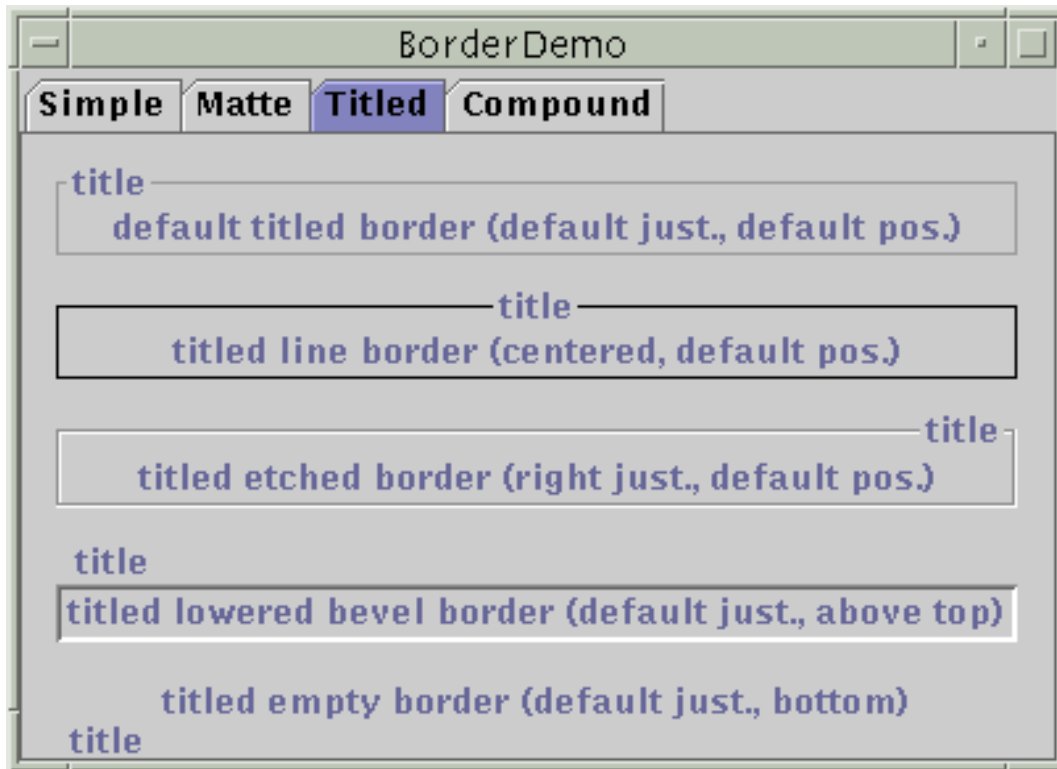 BorderDemo
Simple Matte Titled Compound
title
default titled border (default just., default pos.)
title
titled line border (centered, default pos.)
title
titled etched border (right just., default pos.)
title
titled lowered bevel border (default just., above top)
titled empty border (default just., bottom)
title